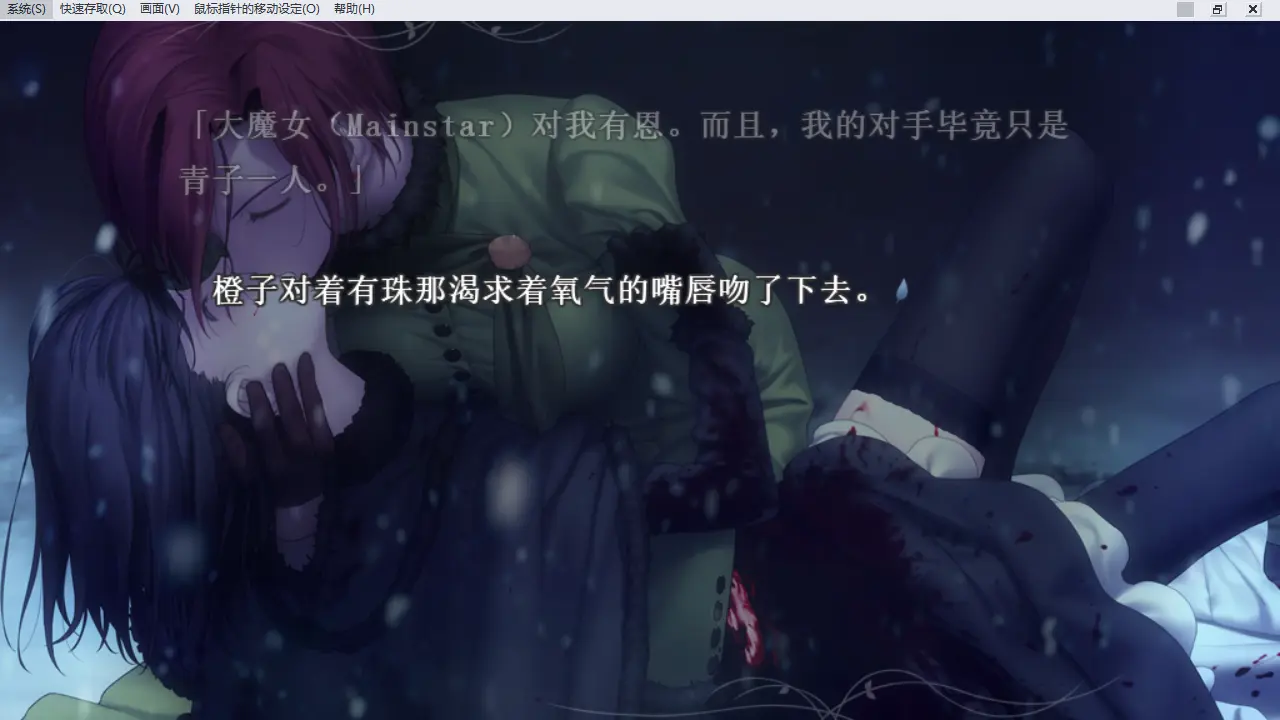 系统(S) 快速存取(Q) 画面(V) 鼠标指针的移动设定(O) 帮助(H)
「大魔女（Mainstar）对我有恩。而且，我的对手毕竟只是
青子一人。」
橙子对着有珠那渴求着氧气的嘴唇吻了下去。